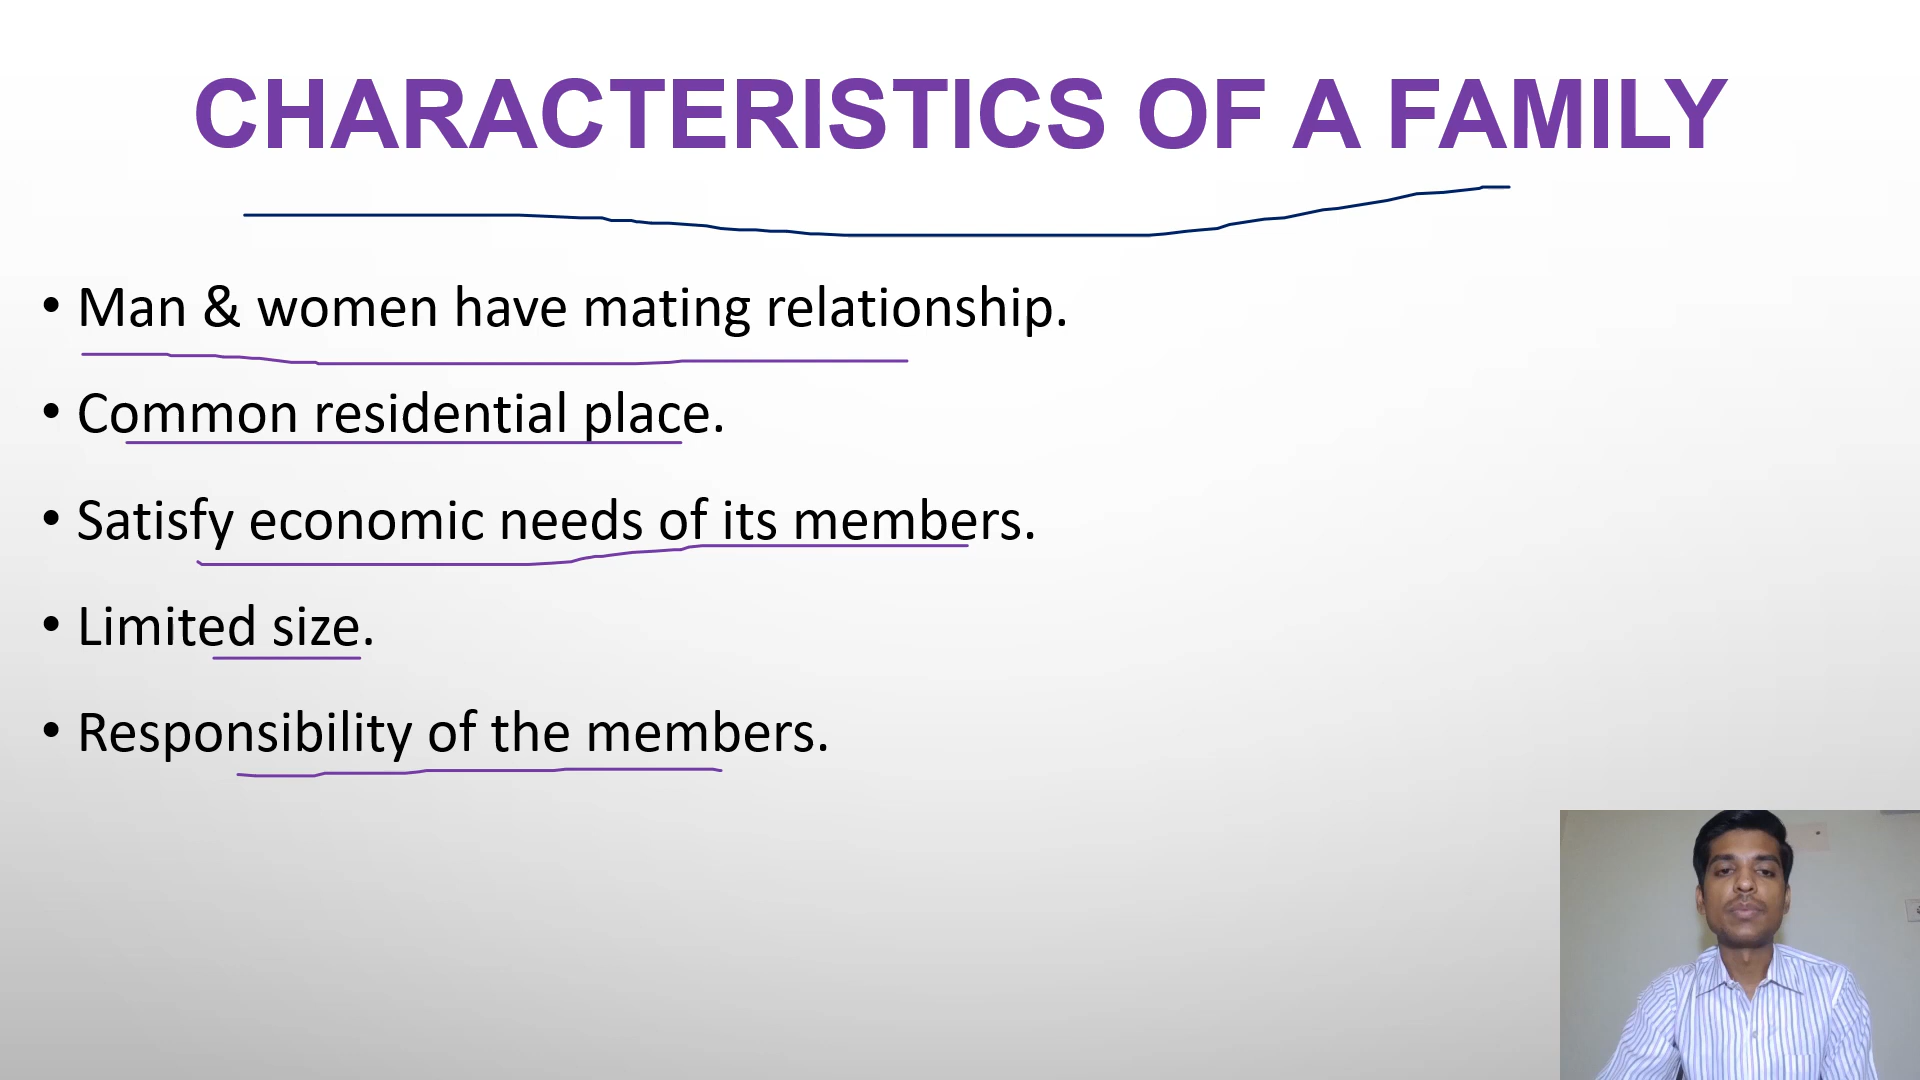 CHARACTERISTICS OF A FAMILY
• Man & women have mating relationship.
• Common residential place.
• Satisfy economic needs of its members.
• Limited size.
• Responsibility of the members.